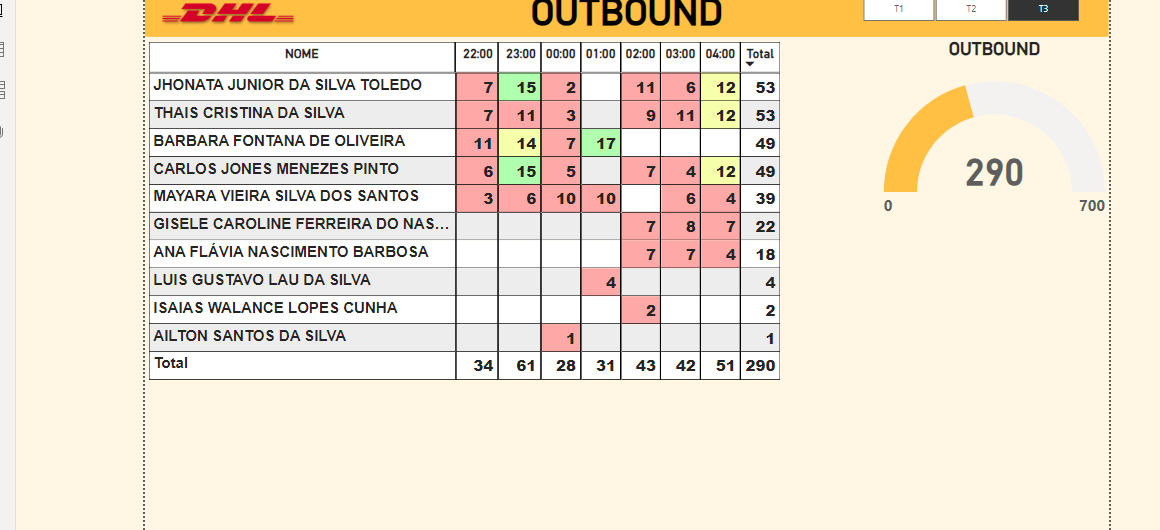 DHL OUTBOUND T1 T2 T3
NOME 22:00 23:00 00:00 01:00 02:00 03:00 04:00 Total
OUTBOUND
JHONATA JUNIOR DA SILVA TOLEDO 7 15 2 11 6 12 53
THAIS CRISTINA DA SILVA 7 11 3 9 11 12 53
BARBARA FONTANA DE OLIVEIRA 11 14 7 17 49
CARLOS JONES MENEZES PINTO 6 15 5 7 4 12 49
MAYARA VIEIRA SILVA DOS SANTOS 3 6 10 10 6 4 39
GISELE CAROLINE FERREIRA DO NAS... 7 8 7 22
ANA FLÁVIA NASCIMENTO BARBOSA 7 7 4 18
LUIS GUSTAVO LAU DA SILVA 4 4
ISAIAS WALANCE LOPES CUNHA 2 2
AILTON SANTOS DA SILVA 1 1
Total 34 61 28 31 43 42 51 290
290
0 700